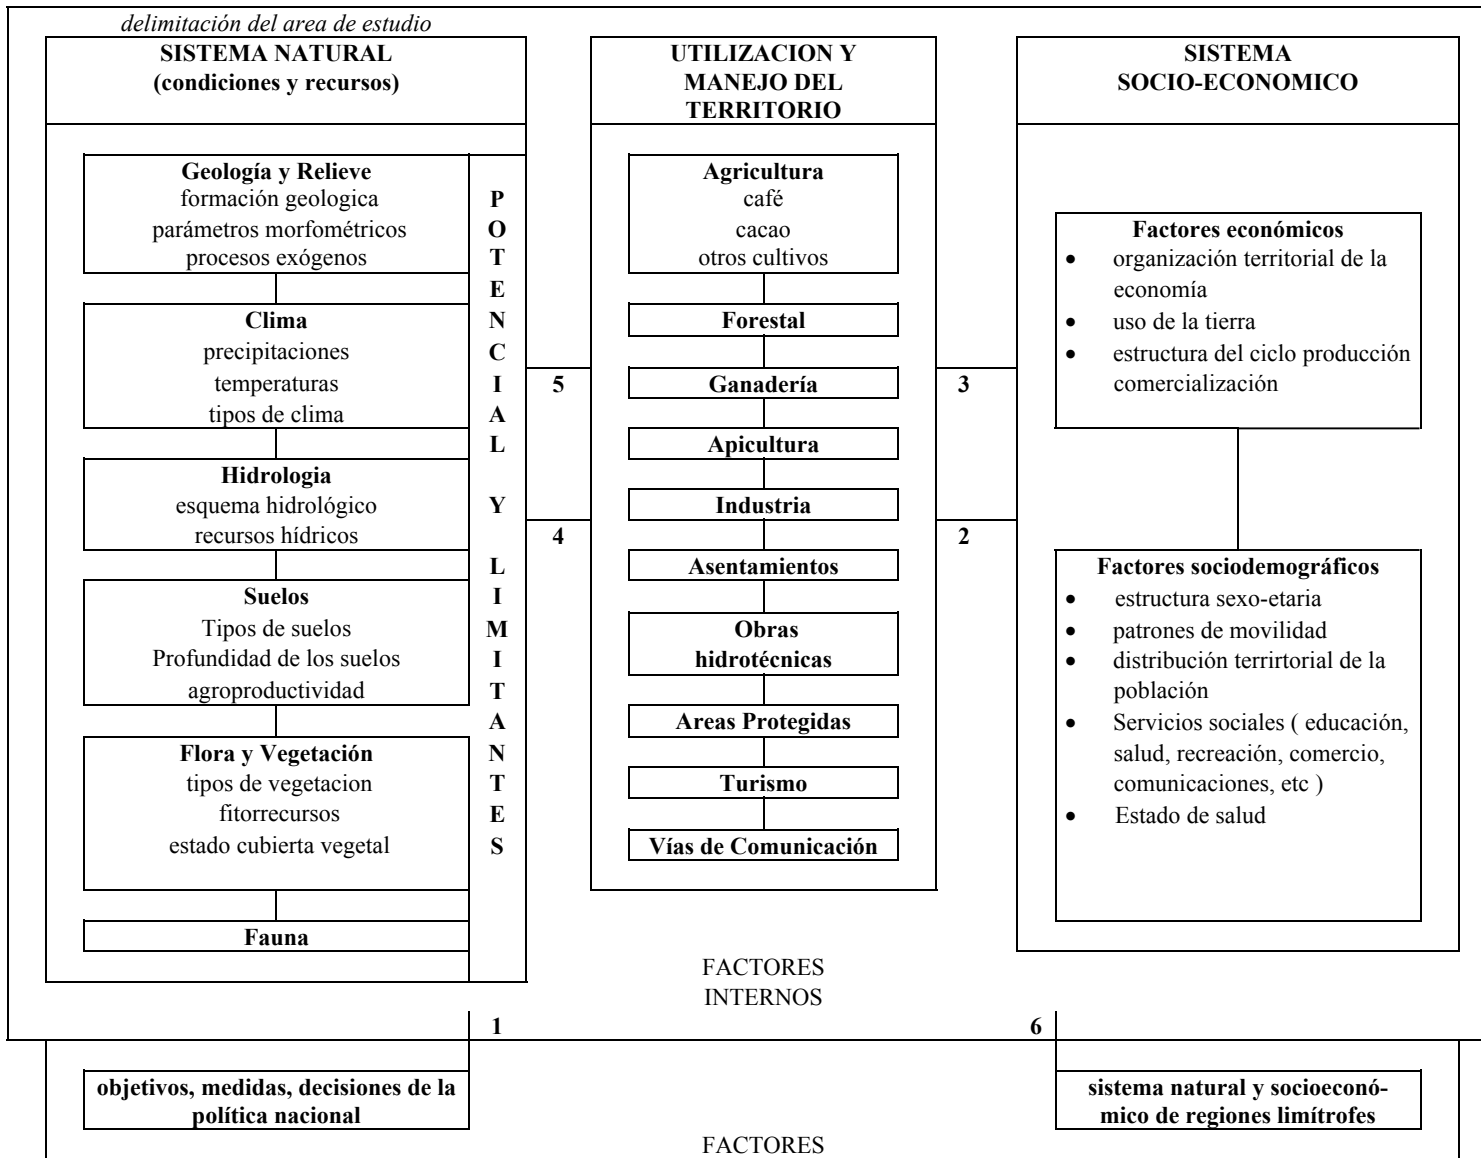 delimitación del area de estudio
SISTEMA NATURAL
(condiciones y recursos)
Geología y Relieve
formación geologica
parámetros morfométricos
procesos exógenos
Clima
precipitaciones
temperaturas
tipos de clima
Hidrologia
esquema hidrológico
recursos hídricos
Suelos
Tipos de suelos
Profundidad de los suelos
agroproductividad
Flora y Vegetación
tipos de vegetacion
fitorrecursos
estado cubierta vegetal
Fauna
P
O
T
E
N
C
I
A
L
Y
L
I
M
I
T
A
N
T
E
S
5
4
UTILIZACION Y
MANEJO DEL
TERRITORIO
Agricultura
café
cacao
otros cultivos
Forestal
Ganadería
Apicultura
Industria
Asentamientos
Obras
hidrotécnicas
Areas Protegidas
Turismo
Vías de Comunicación
3
2
SISTEMA
SOCIO-ECONOMICO
Factores económicos
• organización territorial de la
economía
• uso de la tierra
• estructura del ciclo producción
comercialización
Factores sociodemográficos
• estructura sexo-etaria
• patrones de movilidad
• distribución terrirtorial de la
población
• Servicios sociales ( educación,
salud, recreación, comercio,
comunicaciones, etc )
• Estado de salud
FACTORES
INTERNOS
1
6
objetivos, medidas, decisiones de la
política nacional
sistema natural y socioeconó-
mico de regiones limítrofes
FACTORES